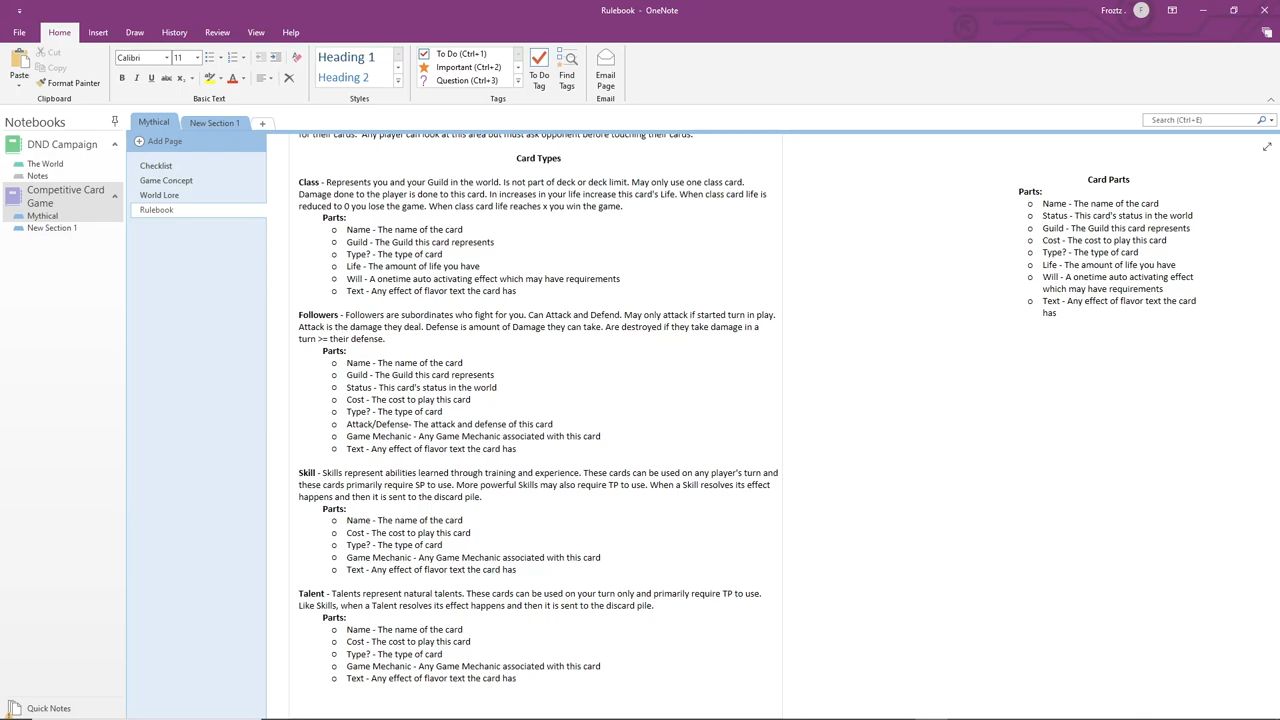 Rulebook - OneNote
Froztz .
F
File
Home
Insert
Draw
History
Review
View
Help
Paste
Cut
Copy
Format Painter
Clipboard
Calibri
11
B I U abc x₂
A
Basic Text
Heading 1
Heading 2
Styles
To Do (Ctrl+1)
Important (Ctrl+2)
Question (Ctrl+3)
Tags
To Do
Tag
Find
Tags
Email
Page
Email
Notebooks
DND Campaign
The World
Notes
Competitive Card
Game
Mythical
New Section 1
Quick Notes
Mythical
New Section 1
+
Search (Ctrl+E)
Add Page
Checklist
Game Concept
World Lore
Rulebook
for their cards. Any player can look at this area but must ask opponent before touching their cards.
Card Types
Class - Represents you and your Guild in the world. Is not part of deck or deck limit. May only use one class card.
Damage done to the player is done to this card. In increases in your life increase this card's Life. When class card life is
reduced to 0 you lose the game. When class card life reaches x you win the game.
Parts:
o Name - The name of the card
o Guild - The Guild this card represents
o Type? - The type of card
o Life - The amount of life you have
o Will - A onetime auto activating effect which may have requirements
o Text - Any effect of flavor text the card has
Followers - Followers are subordinates who fight for you. Can Attack and Defend. May only attack if started turn in play.
Attack is the damage they deal. Defense is amount of Damage they can take. Are destroyed if they take damage in a
turn >= their defense.
Parts:
o Name - The name of the card
o Guild - The Guild this card represents
o Status - This card's status in the world
o Cost - The cost to play this card
o Type? - The type of card
o Attack/Defense- The attack and defense of this card
o Game Mechanic - Any Game Mechanic associated with this card
o Text - Any effect of flavor text the card has
Skill - Skills represent abilities learned through training and experience. These cards can be used on any player's turn and
these cards primarily require SP to use. More powerful Skills may also require TP to use. When a Skill resolves its effect
happens and then it is sent to the discard pile.
Parts:
o Name - The name of the card
o Cost - The cost to play this card
o Type? - The type of card
o Game Mechanic - Any Game Mechanic associated with this card
o Text - Any effect of flavor text the card has
Talent - Talents represent natural talents. These cards can be used on your turn only and primarily require TP to use.
Like Skills, when a Talent resolves its effect happens and then it is sent to the discard pile.
Parts:
o Name - The name of the card
o Cost - The cost to play this card
o Type? - The type of card
o Game Mechanic - Any Game Mechanic associated with this card
o Text - Any effect of flavor text the card has
Card Parts
Parts:
o Name - The name of the card
o Status - This card's status in the world
o Guild - The Guild this card represents
o Cost - The cost to play this card
o Type? - The type of card
o Life - The amount of life you have
o Will - A onetime auto activating effect
which may have requirements
o Text - Any effect of flavor text the card
has